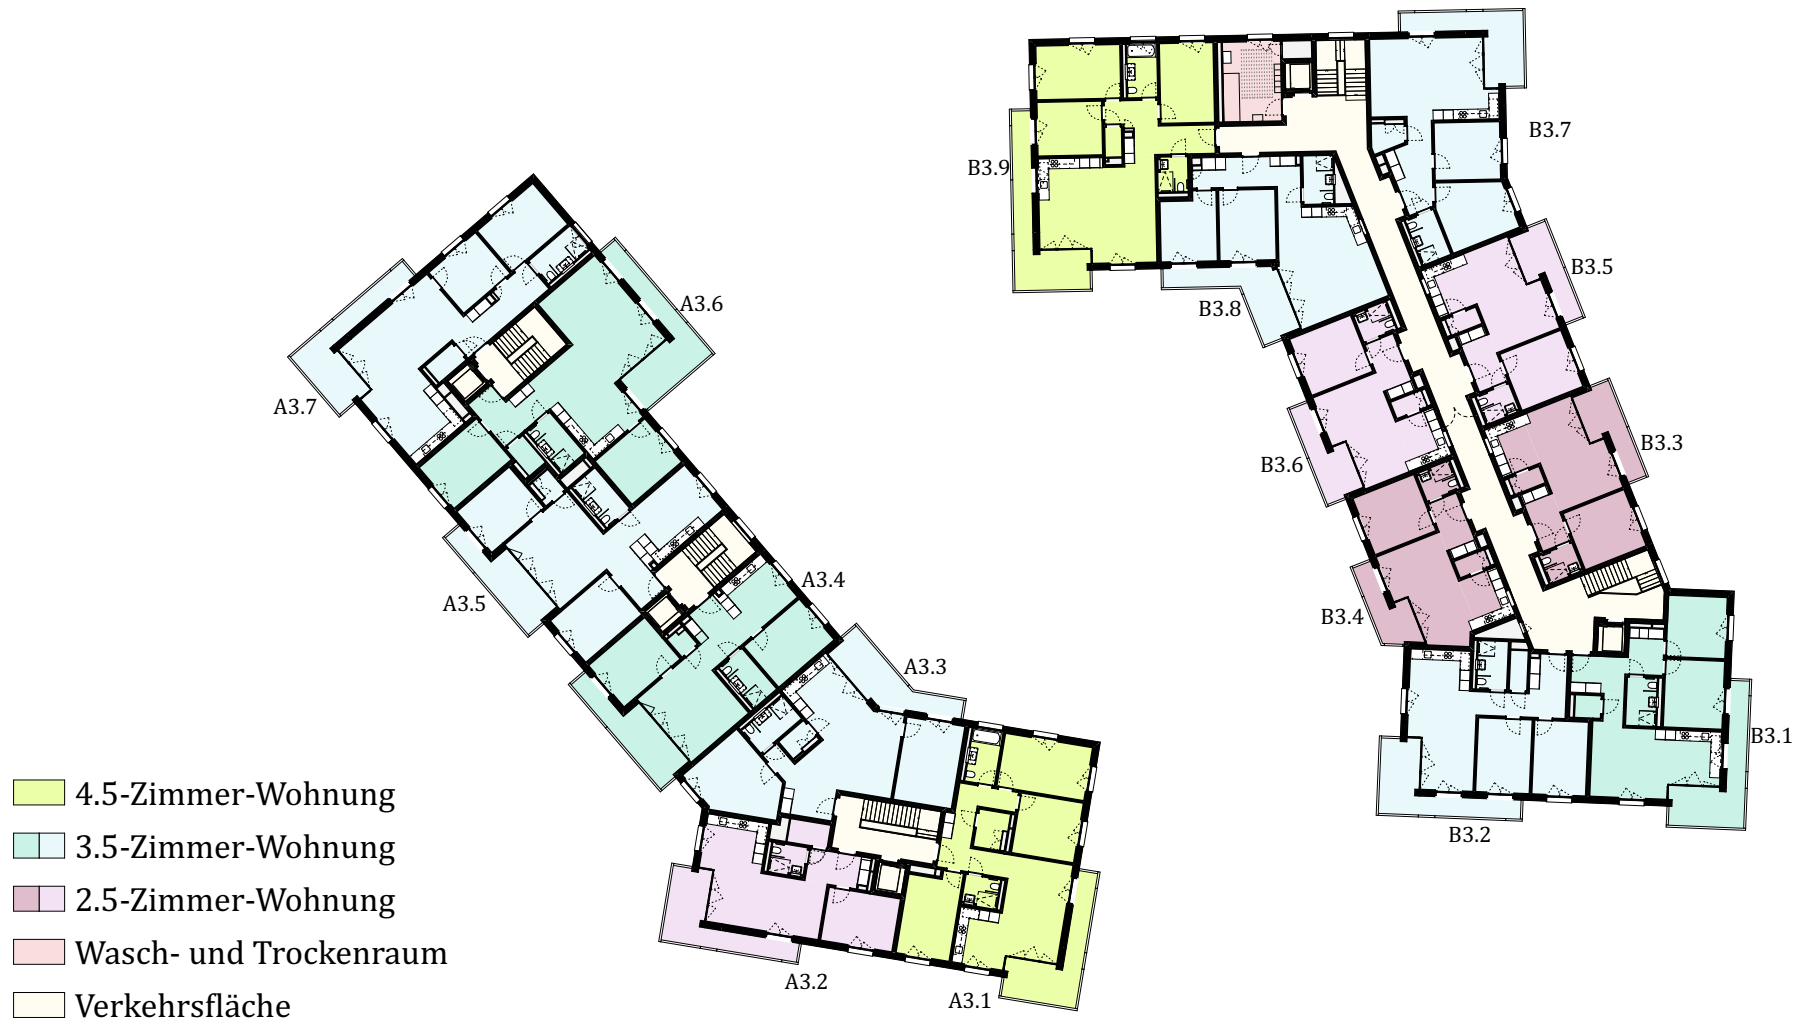 B3.7
B3.9
B3.5
A3.6
B3.8
A3.7
B3.3
B3.6
A3.4
A3.5
B3.4
A3.3
B3.1
B3.2
A3.2
A3.1
4.5-Zimmer-Wohnung
3.5-Zimmer-Wohnung
2.5-Zimmer-Wohnung
Wasch- und Trockenraum
Verkehrsfläche